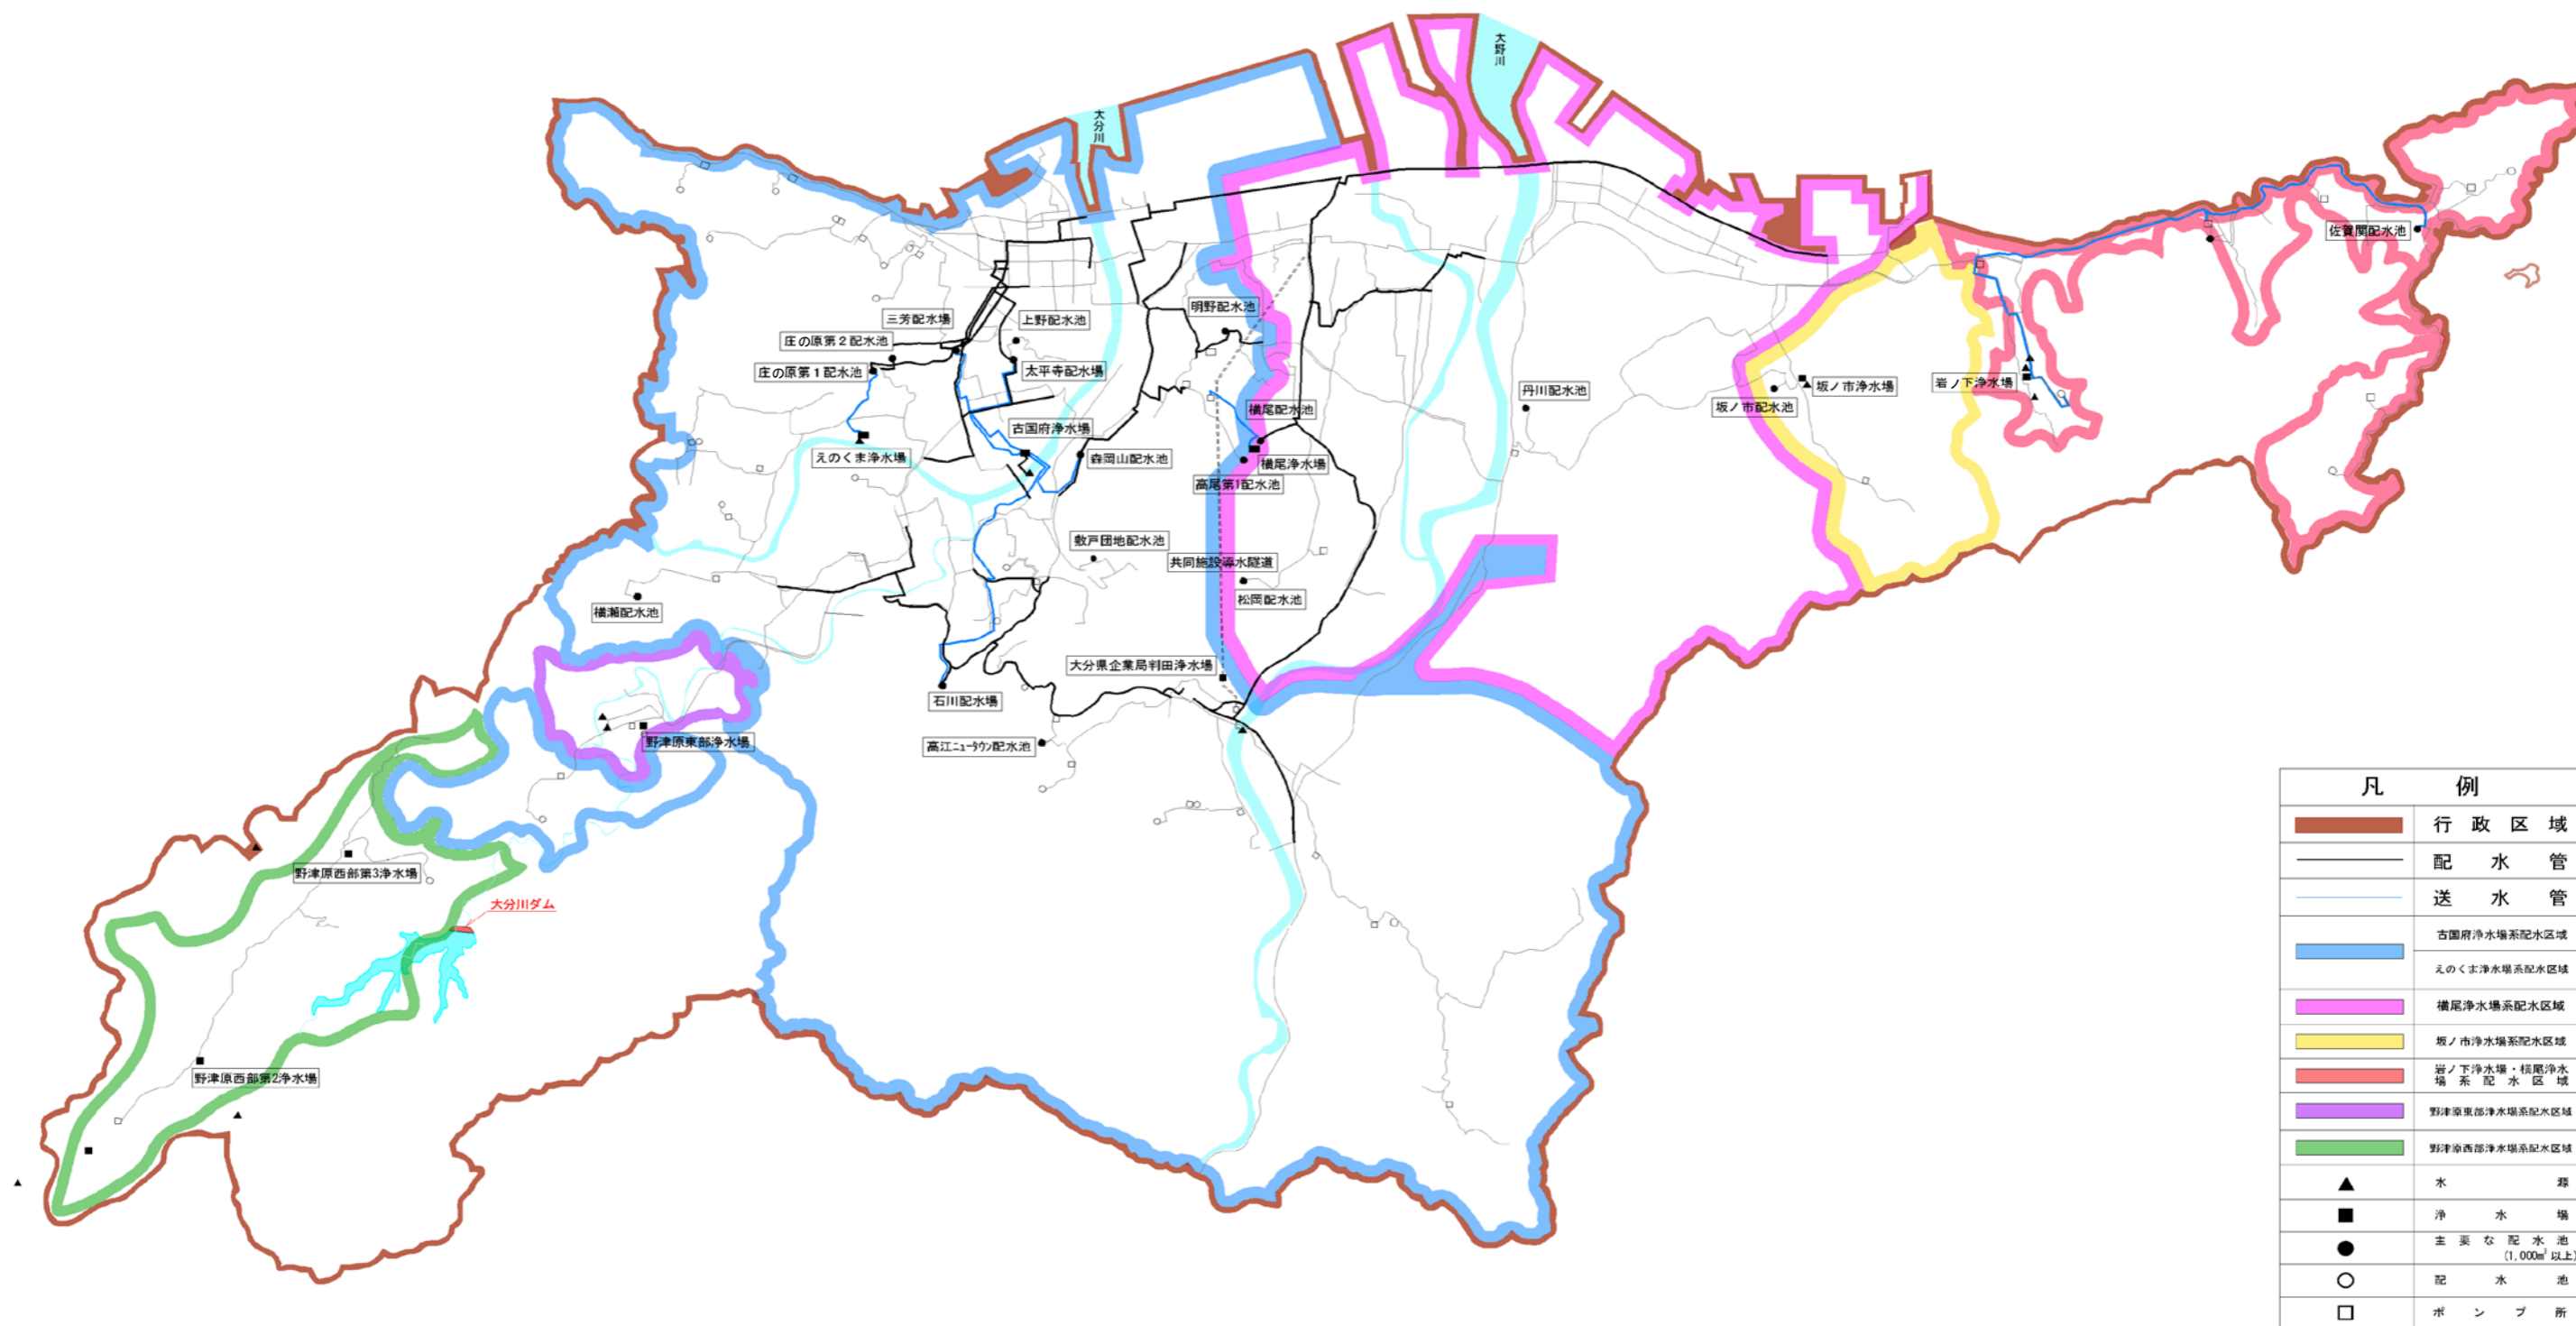 大野川
大分川
佐賀関配水池
明野配水池
三芳配水場
上野配水池
庄の原第２配水池
庄の原第１配水池
太平寺配水場
岩ノ下浄水場
坂ノ市浄水場
丹川配水池
坂ノ市配水池
横尾配水池
古国府浄水場
えのくま浄水場
森岡山配水池
横尾浄水場
高尾第1配水池
敷戸団地配水池
共同施設導水隧道
松岡配水池
横瀬配水池
大分県企業局判田浄水場
石川配水場
野津原東部浄水場
高江ニュータウン配水池
野津原西部第3浄水場
大分川ダム
野津原西部第2浄水場
凡 例
行 政 区 域
配 水 管
送 水 管
古国府浄水場系配水区域
えのくま浄水場系配水区域
横尾浄水場系配水区域
坂ノ市浄水場系配水区域
岩ノ下浄水場・横尾浄水
場 系 配 水 区 域
野津原東部浄水場系配水区域
野津原西部浄水場系配水区域
水 源
浄 水 場
主 要 な 配 水 池
(1,000m³以上)
配 水 池
ポ ン プ 所